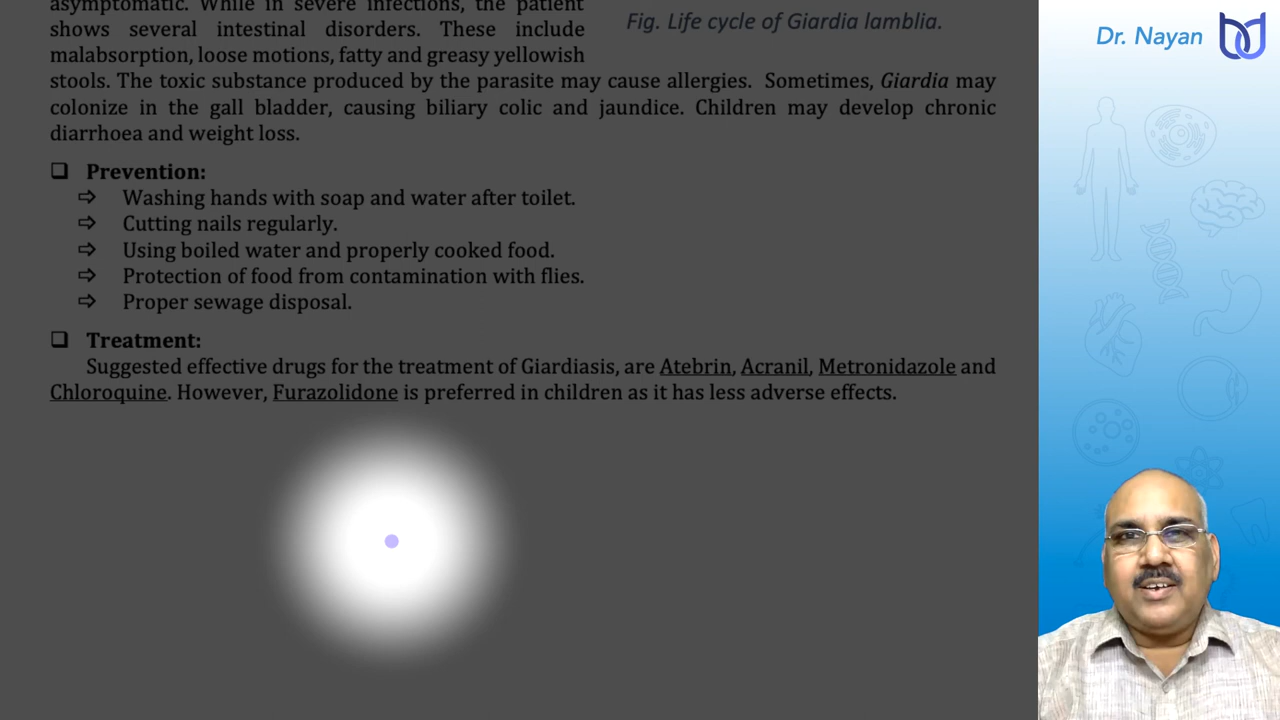 asymptomatic. While in severe infections, the patient
shows several intestinal disorders. These include
malabsorption, loose motions, fatty and greasy yellowish
stools. The toxic substance produced by the parasite may cause allergies. Sometimes, Giardia may
colonize in the gall bladder, causing biliary colic and jaundice. Children may develop chronic
diarrhoea and weight loss.
Fig. Life cycle of Giardia lamblia.
❑ Prevention:
⇨ Washing hands with soap and water after toilet.
⇨ Cutting nails regularly.
⇨ Using boiled water and properly cooked food.
⇨ Protection of food from contamination with flies.
⇨ Proper sewage disposal.
❑ Treatment:
Suggested effective drugs for the treatment of Giardiasis, are Atebrin, Acranil, Metronidazole and
Chloroquine. However, Furazolidone is preferred in children as it has less adverse effects.
Dr. Nayan